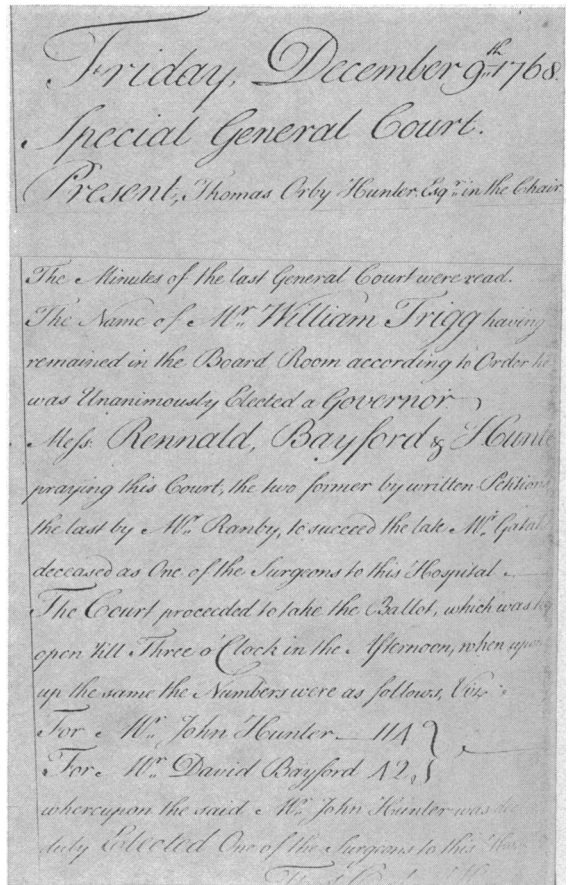 Friday, December 9th 1768.
Special General Court.
Present, Thomas Orby Hunter Esqr. in the Chair
The Minutes of the last General Court were read.
The Name of Mr. William Trigg having
remained in the Board Room according to Order he
was Unanimously Elected a Governor.
Mess. Rennald, Bayford & Hunte
praying this Court, the two former by written Petitions
the last by Mr. Ranby, to succeed the late Mr. Gatak
deceased as One of the Surgeons to this Hospital
The Court proceeded to take the Ballot, which was
open 'till Three o'Clock in the Afternoon, when upon
up the same the Numbers were as follows, Viz.
For Mr. John Hunter — 114
For Mr. David Bayford 42
whereupon the said Mr. John Hunter was
duly Elected One of the Surgeons to this